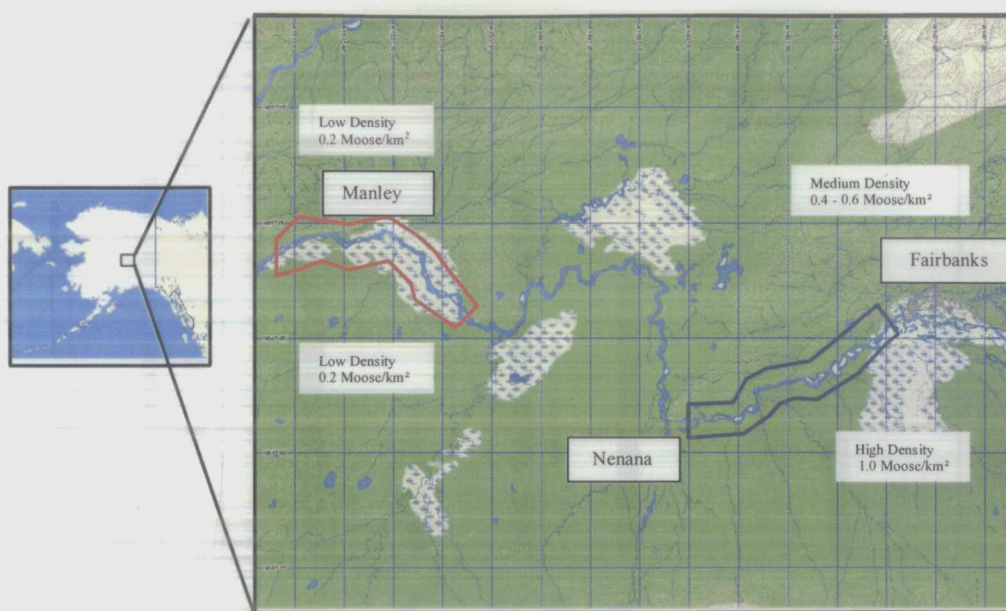 Low Density
0.2 Moose/km²
Manley
Medium Density
0.4 - 0.6 Moose/km²
Fairbanks
Low Density
0.2 Moose/km²
Nenana
High Density
1.0 Moose/km²